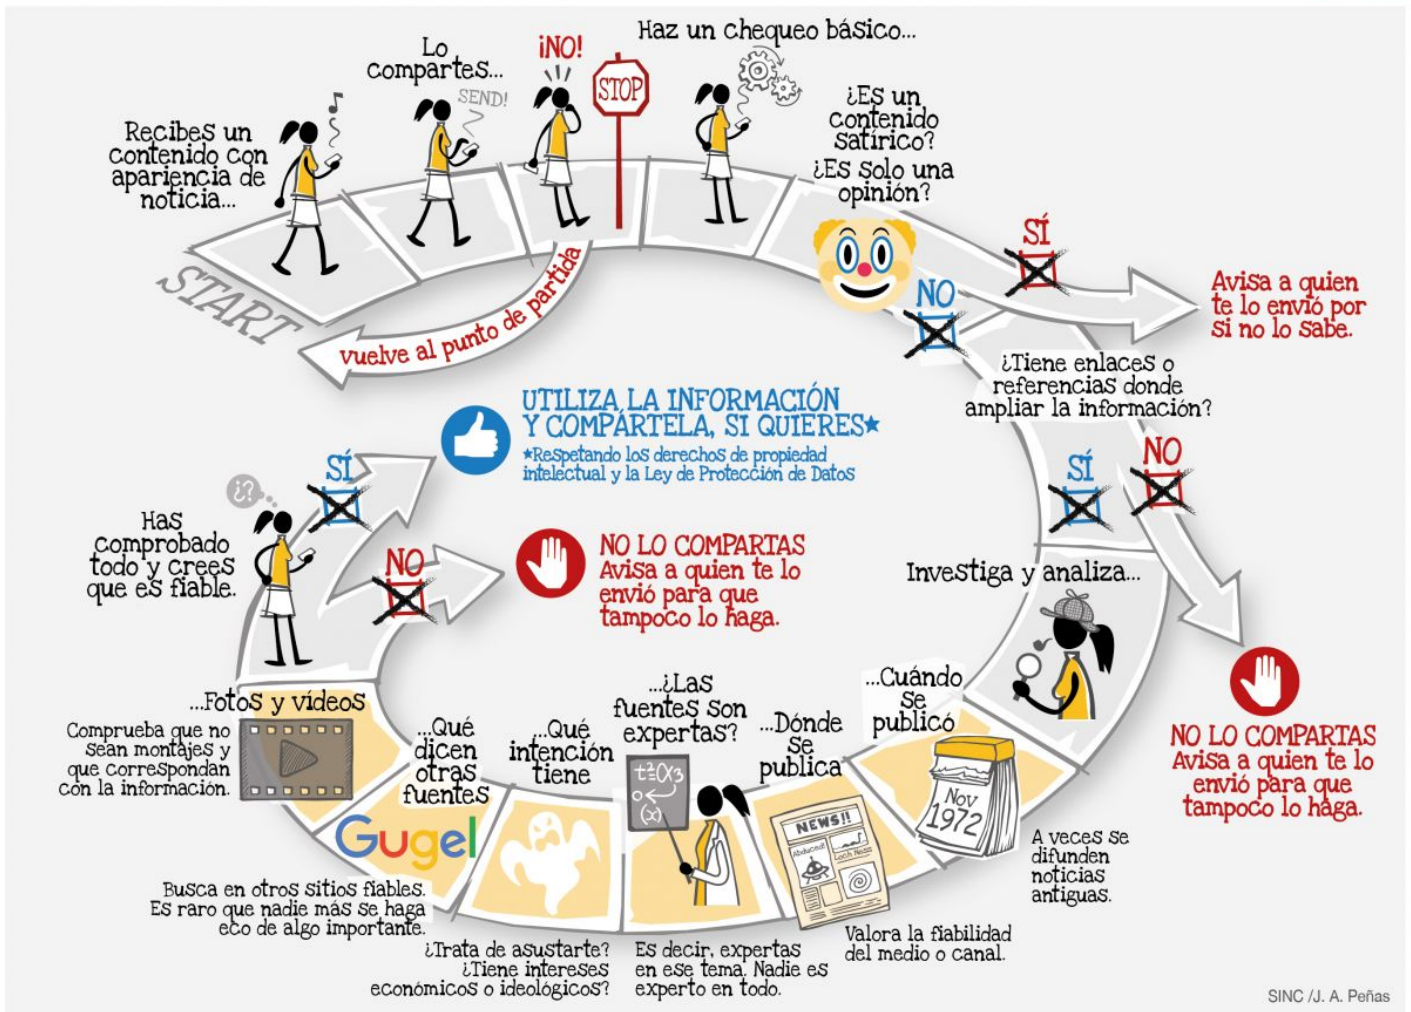 Recibes un
contenido con
apariencia de
noticia...
Lo
compartes...
SEND!
¡NO!
STOP
Haz un chequeo básico...
¿Es un
contenido
satírico?
¿Es solo una
opinión?
START
vuelve al punto de partida
SÍ
Avisa a quien
te lo envió por
si no lo sabe.
NO
¿Tiene enlaces o
referencias donde
ampliar la información?
SÍ
NO
NO LO COMPARTAS
Avisa a quien te lo
envió para que
tampoco lo haga.
Investiga y analiza...
...Cuándo
se
publicó
Nov
1972
A veces se
difunden
noticias
antiguas.
...Dónde
se
publica
NEWS!!
Abduced!
Loch Ness
Valora la fiabilidad
del medio o canal.
...¿Las
fuentes son
expertas?
Es decir, expertas
en ese tema. Nadie es
experto en todo.
...Qué
intención
tiene
¿Trata de asustarte?
¿Tiene intereses
económicos o ideológicos?
...Qué
dicen
otras
fuentes
Gugel
Busca en otros sitios fiables.
Es raro que nadie más se haga
eco de algo importante.
...Fotos y vídeos
Comprueba que no
sean montajes y
que correspondan
con la información.
Has
comprobado
todo y crees
que es fiable.
¿?
SÍ
UTILIZA LA INFORMACIÓN
Y COMPÁRTELA, SI QUIERES★
★Respetando los derechos de propiedad
intelectual y la Ley de Protección de Datos
NO
NO LO COMPARTAS
Avisa a quien te lo
envió para que
tampoco lo haga.
SINC /J. A. Peñas